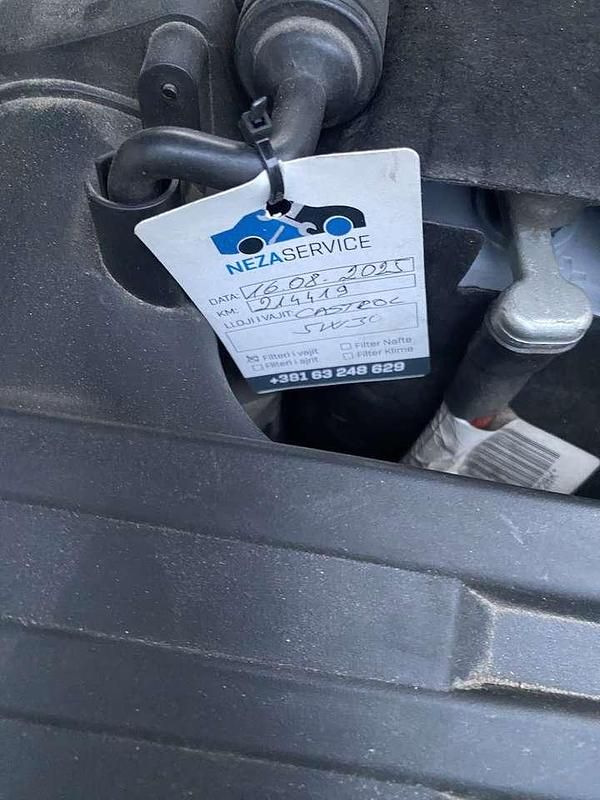 NEZASERVICE
DATA: 16.08.2025
KM: 214419
LLOJI I VAJIT: CASTROL
5W30
Filteri i vajit
Filter Nafte
Filteri i ajrit
Filter Klime
+381 63 248 629